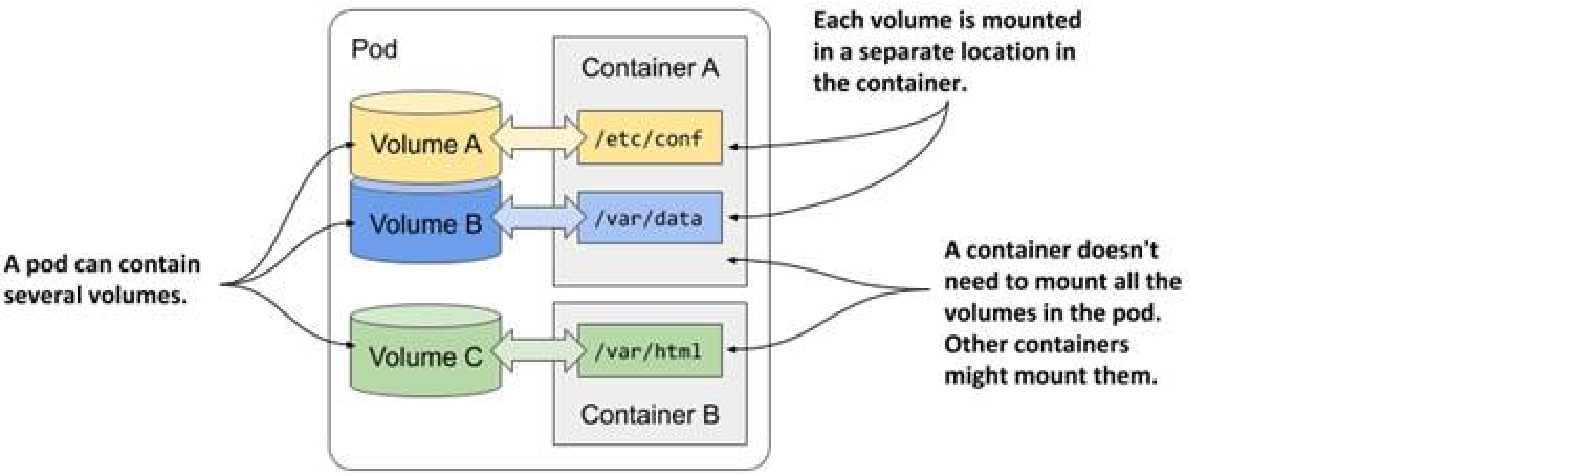 Each volume is mounted
in a separate location in
the container.
Pod
Container A
Volume A
/etc/conf
Volume B
/var/data
A pod can contain
several volumes.
A container doesn't
need to mount all the
volumes in the pod.
Other containers
might mount them.
Volume C
/var/html
Container B